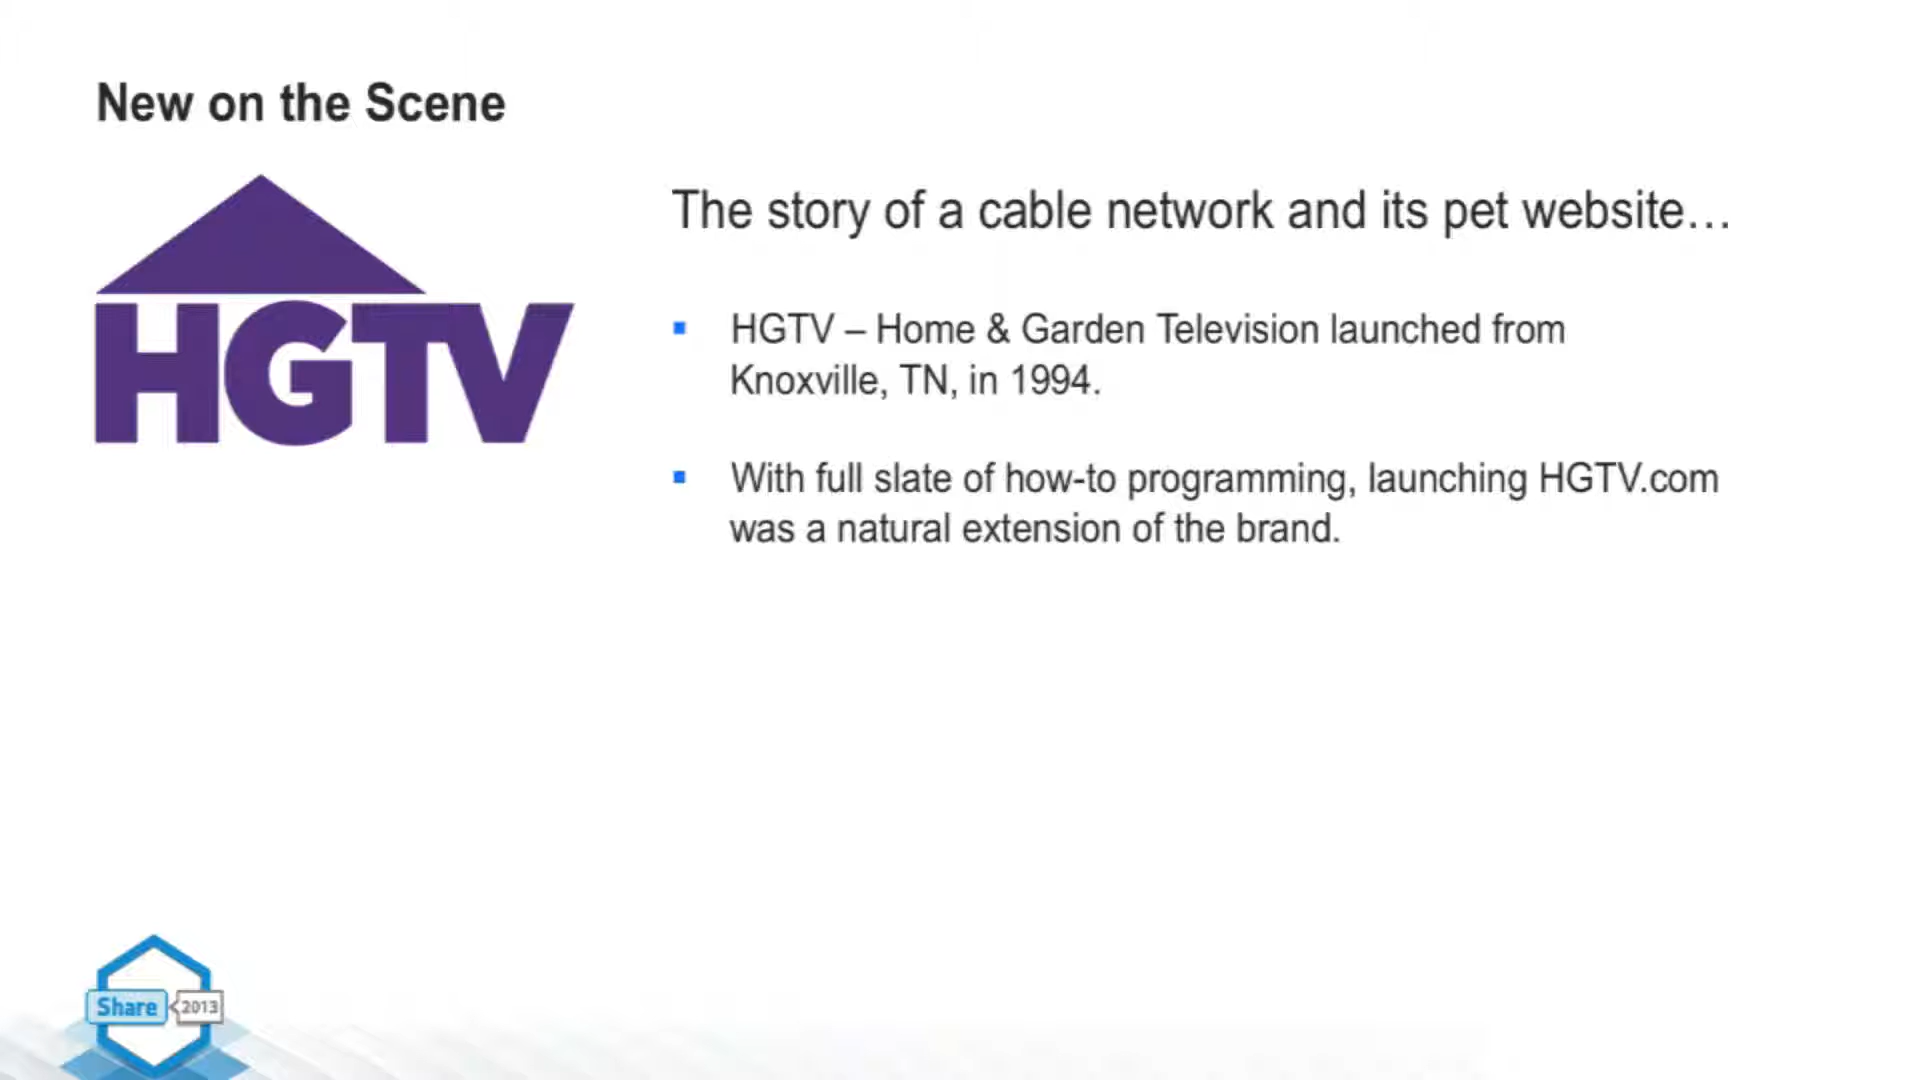 New on the Scene
HGTV
The story of a cable network and its pet website…
▪ HGTV – Home & Garden Television launched from
Knoxville, TN, in 1994.
▪ With full slate of how-to programming, launching HGTV.com
was a natural extension of the brand.
Share 2013